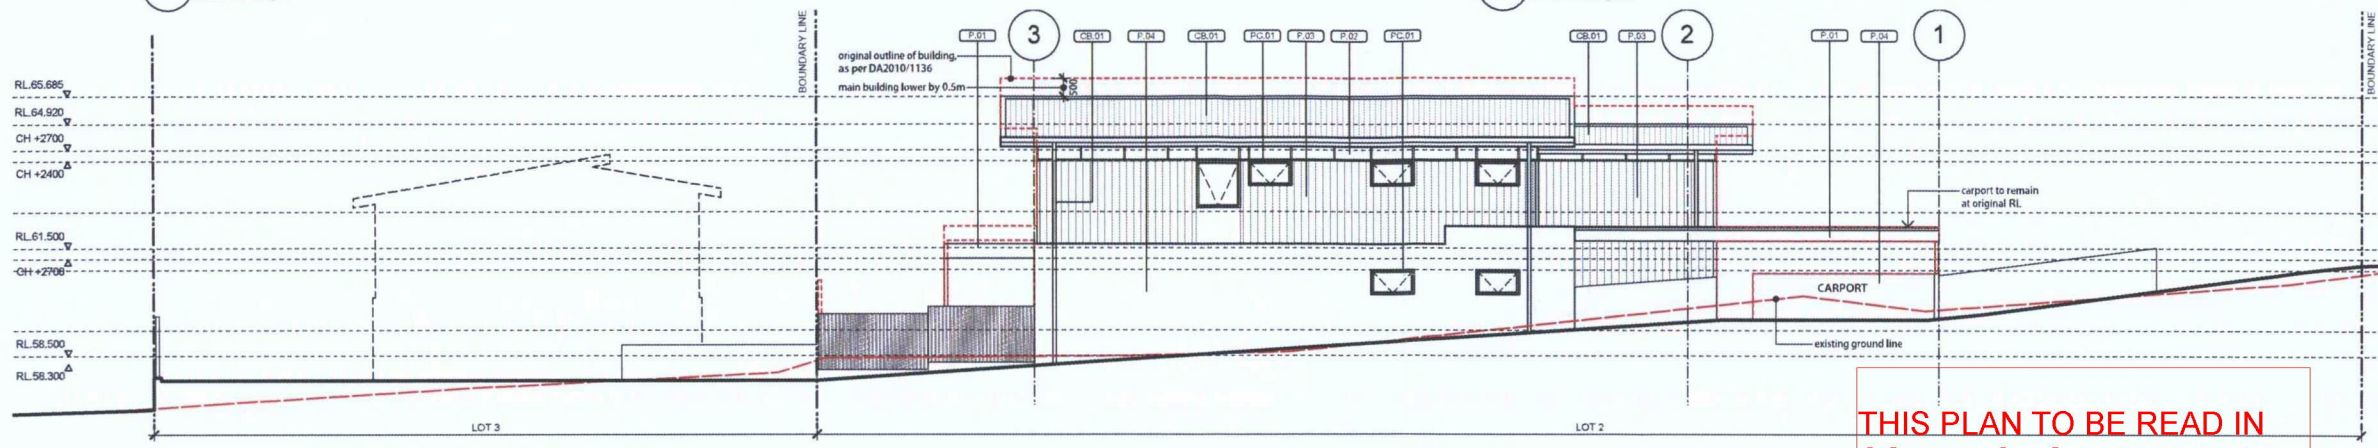 BOUNDARY LINE
BOUNDARY LINE
original outline of building,
as per DA2010/1136
main building lower by 0.5m
500
P.01
3
CB.01
P.04
CB.01
PC.01
P.03
P.02
PC.01
CB.01
P.03
2
P.01
P.04
1
RL.65.685
RL.64.920
CH +2700
CH +2400
RL.61.500
CH +2700
RL.58.500
RL.58.300
carport to remain
at original RL
CARPORT
existing ground line
LOT 3
LOT 2
THIS PLAN TO BE READ IN